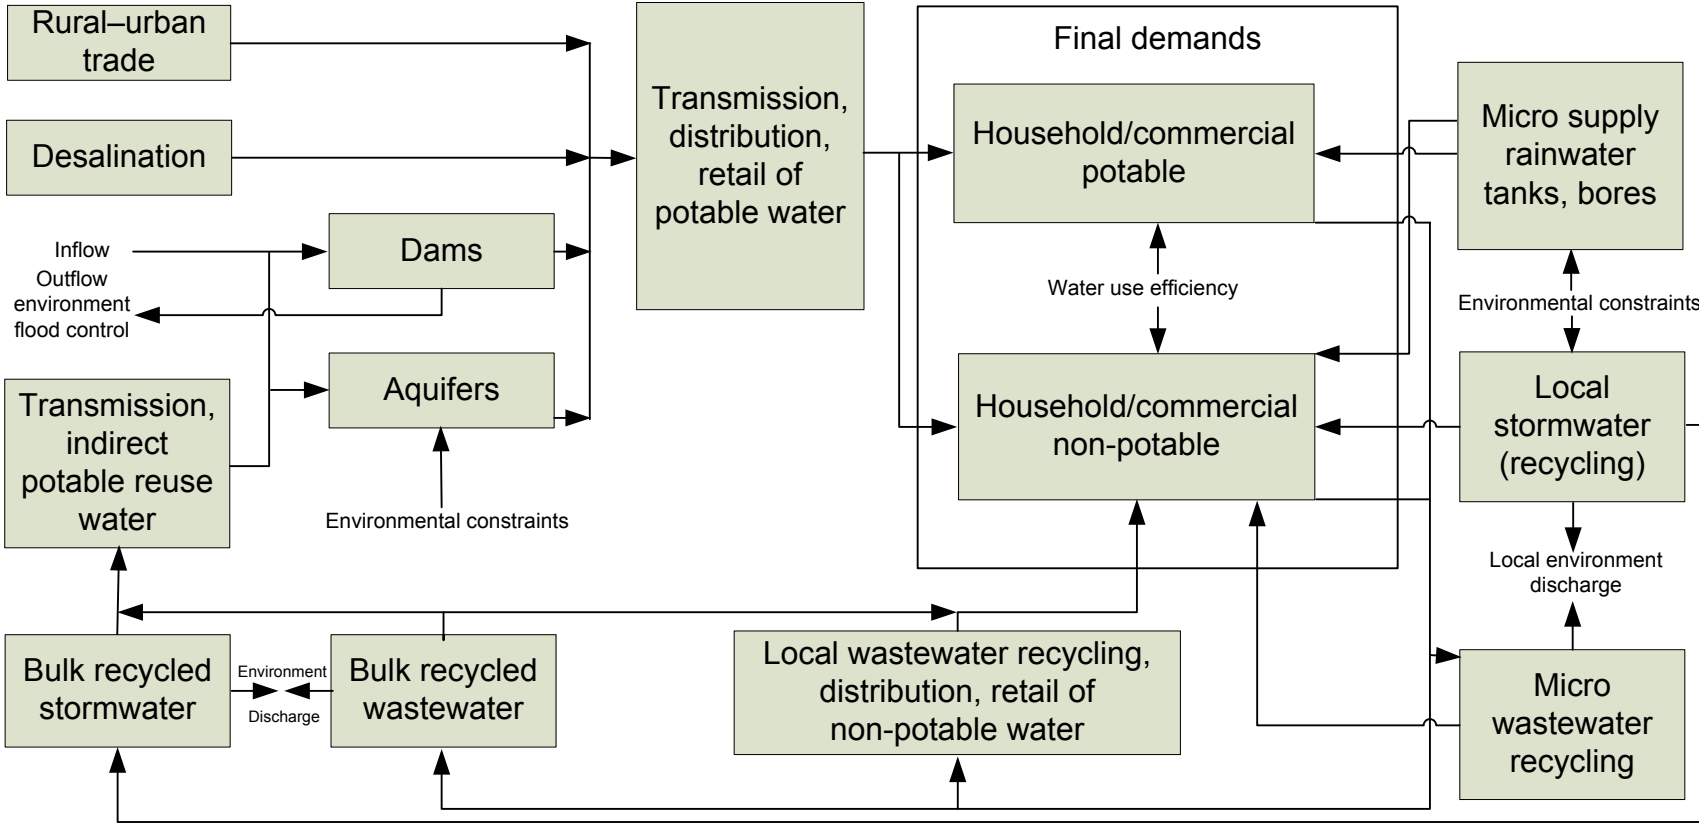 Rural–urban
trade
Desalination
Inflow
Outflow
environment
flood control
Dams
Aquifers
Environmental constraints
Transmission,
indirect
potable reuse
water
Transmission,
distribution,
retail of
potable water
Final demands
Household/commercial
potable
Water use efficiency
Household/commercial
non-potable
Micro supply
rainwater
tanks, bores
Environmental constraints
Local
stormwater
(recycling)
Local environment
discharge
Bulk recycled
stormwater
Environment
Discharge
Bulk recycled
wastewater
Local wastewater recycling,
distribution, retail of
non-potable water
Micro
wastewater
recycling